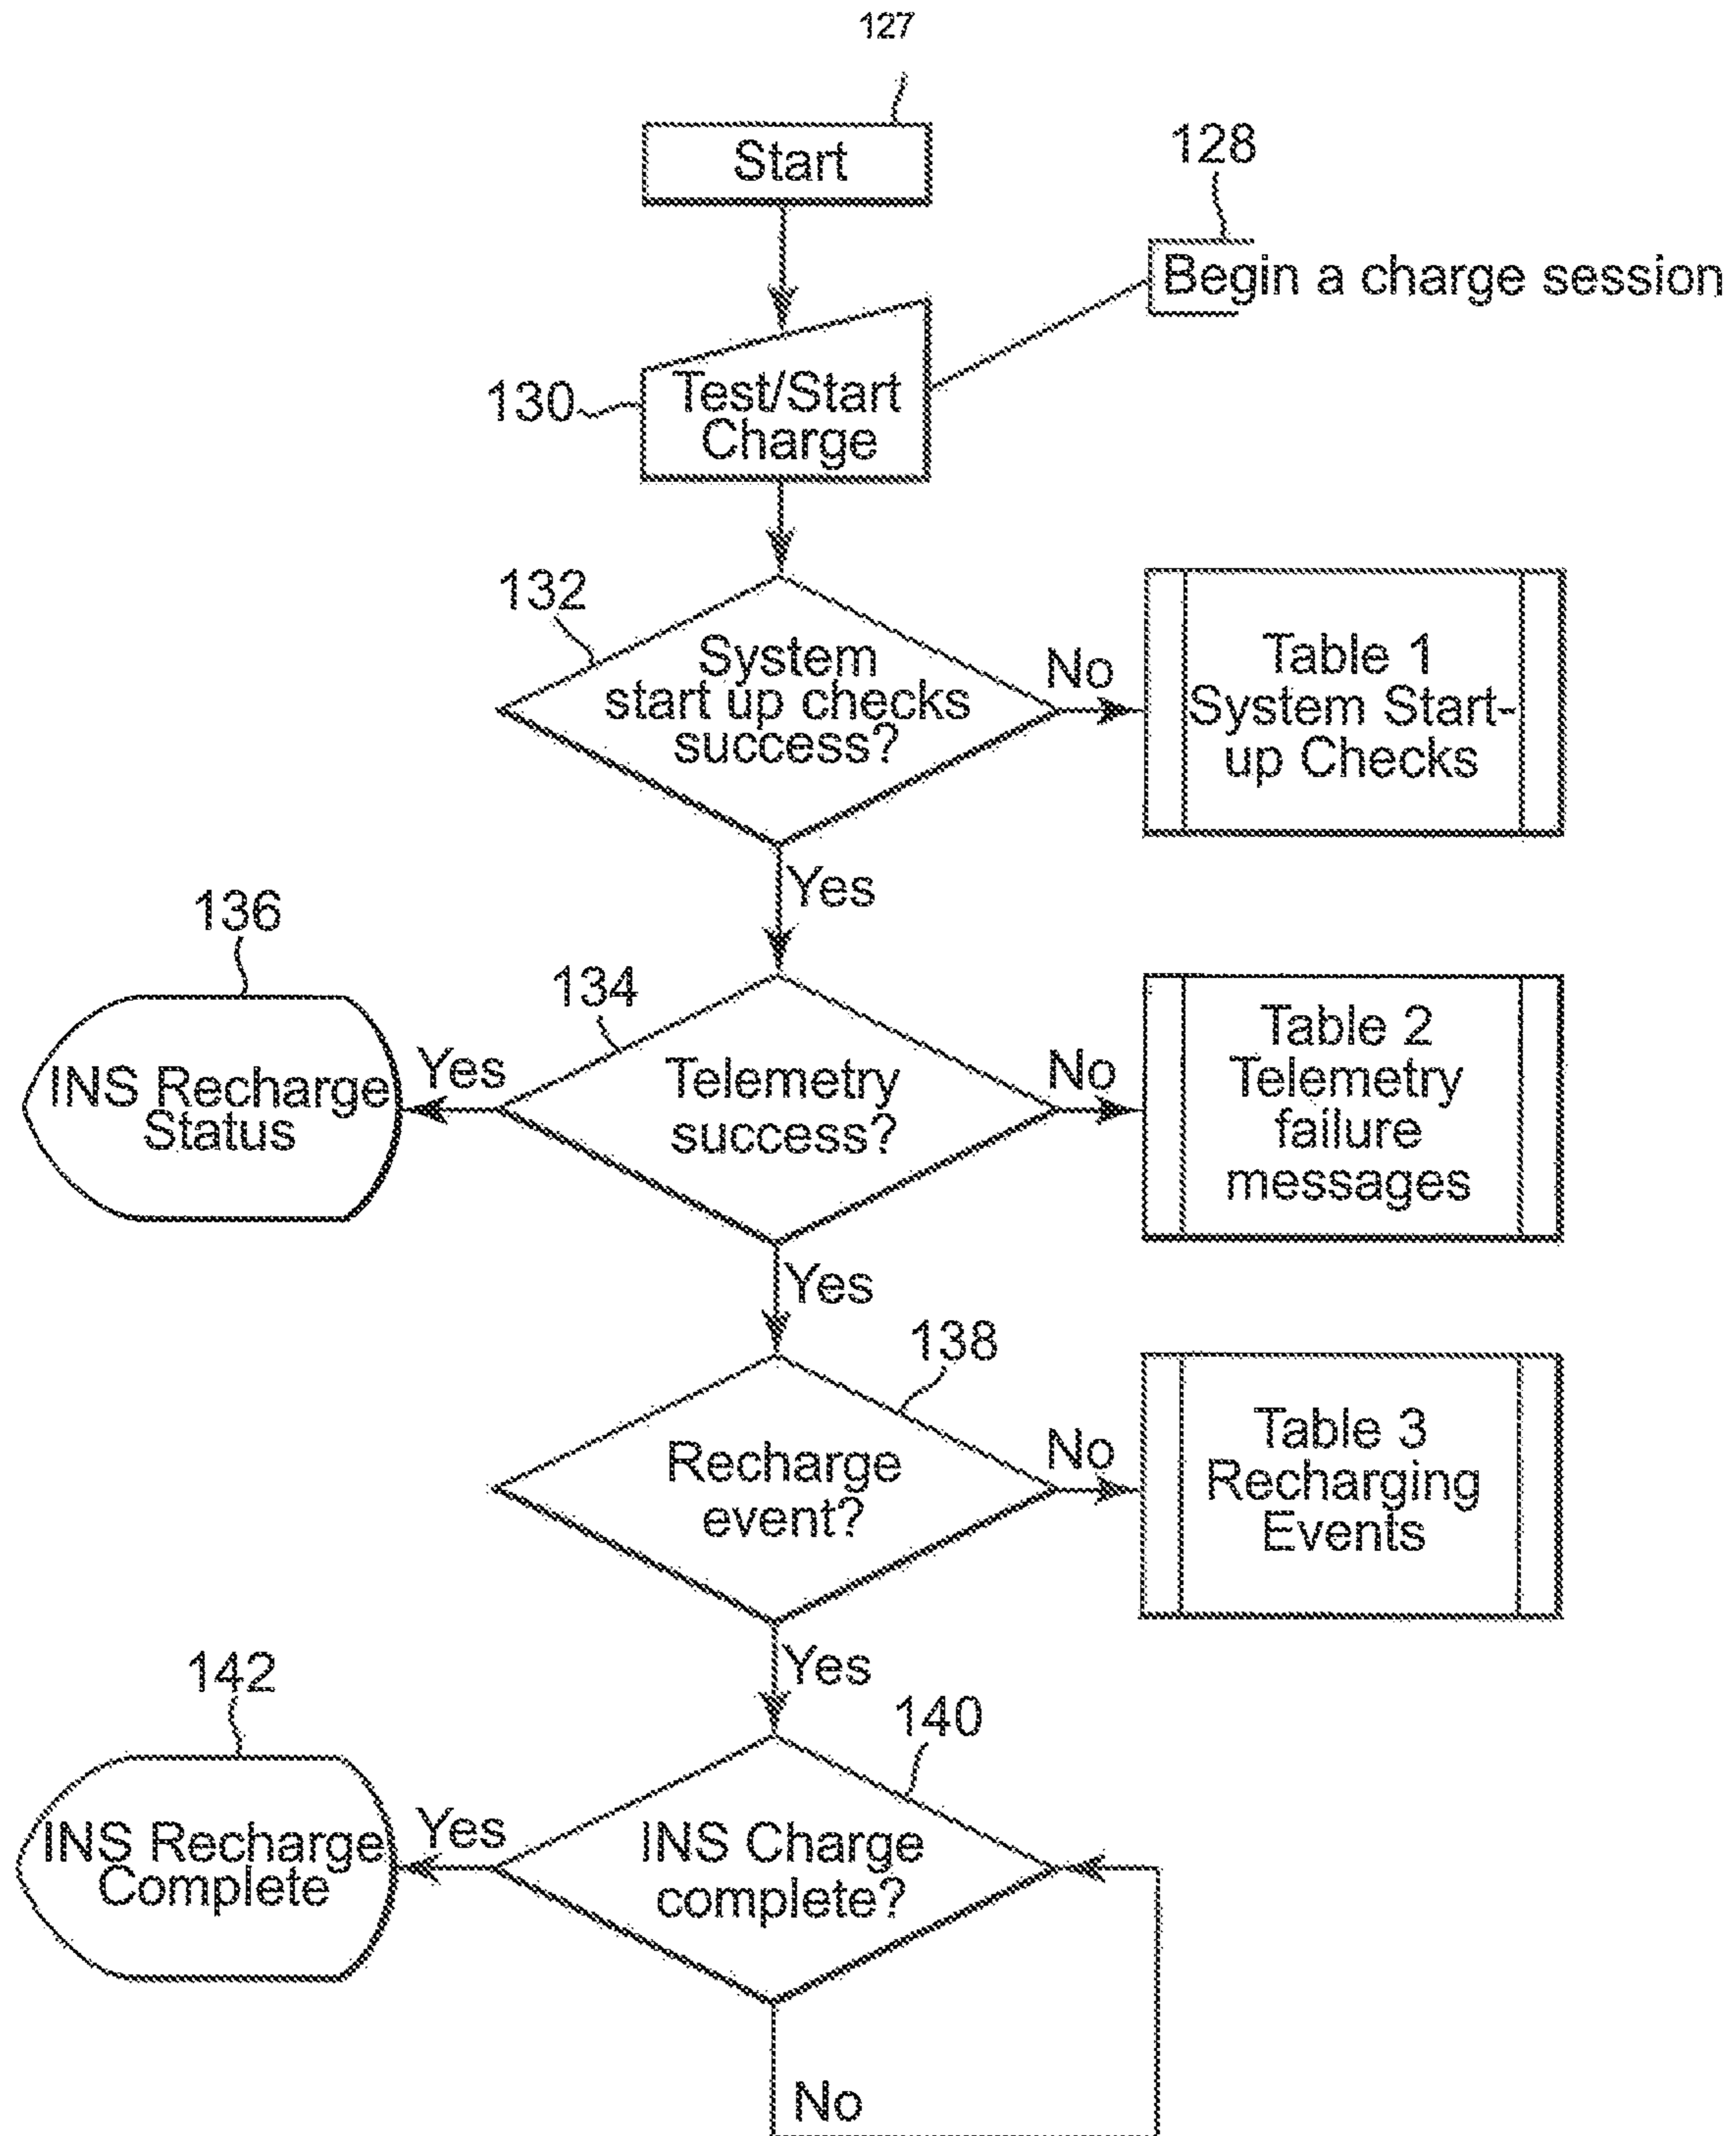 127
Start
128
Begin a charge session
130
Test/Start
Charge
132
System
start up checks
success?
No
Table 1
System Start-
up Checks
Yes
136
134
INS Recharge
Status
Yes
Telemetry
success?
No
Table 2
Telemetry
failure
messages
Yes
138
Recharge
event?
No
Table 3
Recharging
Events
Yes
142
140
INS Recharge
Complete
Yes
INS Charge
complete?
No